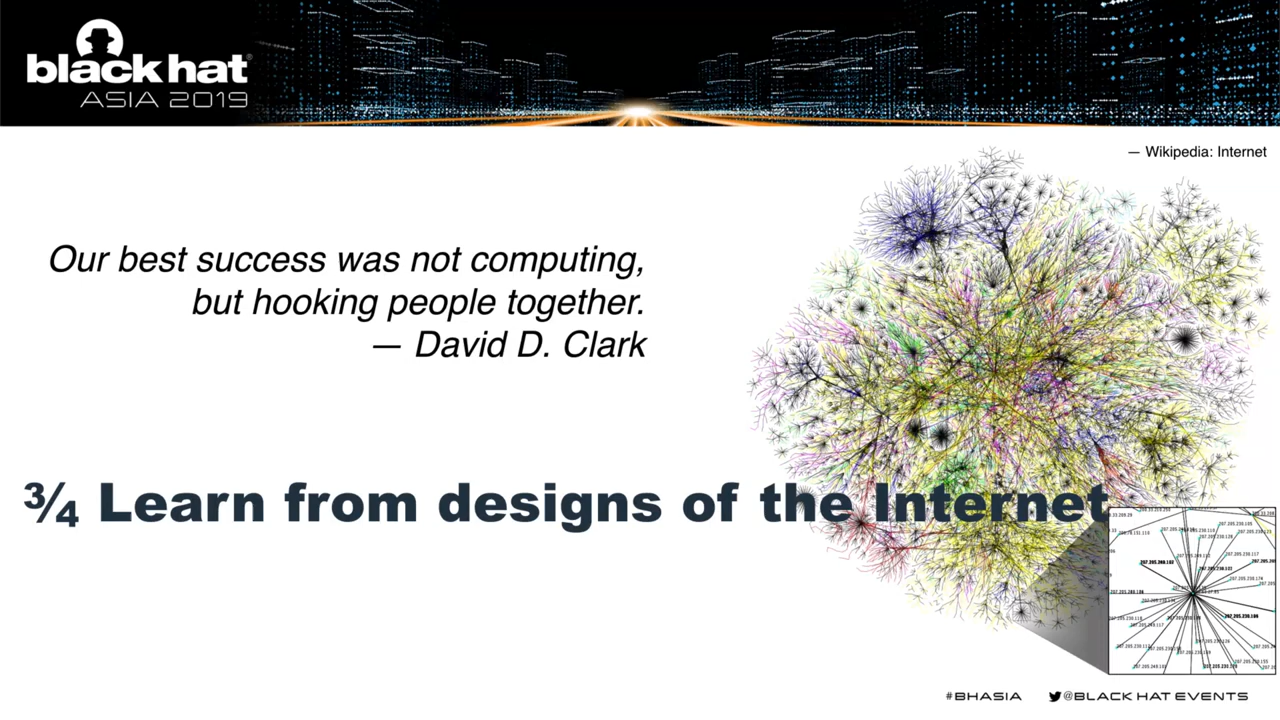 black hat®
ASIA 2019
— Wikipedia: Internet
Our best success was not computing,
but hooking people together.
— David D. Clark
¾ Learn from designs of the Internet
#BHASIA
@BLACK HAT EVENTS